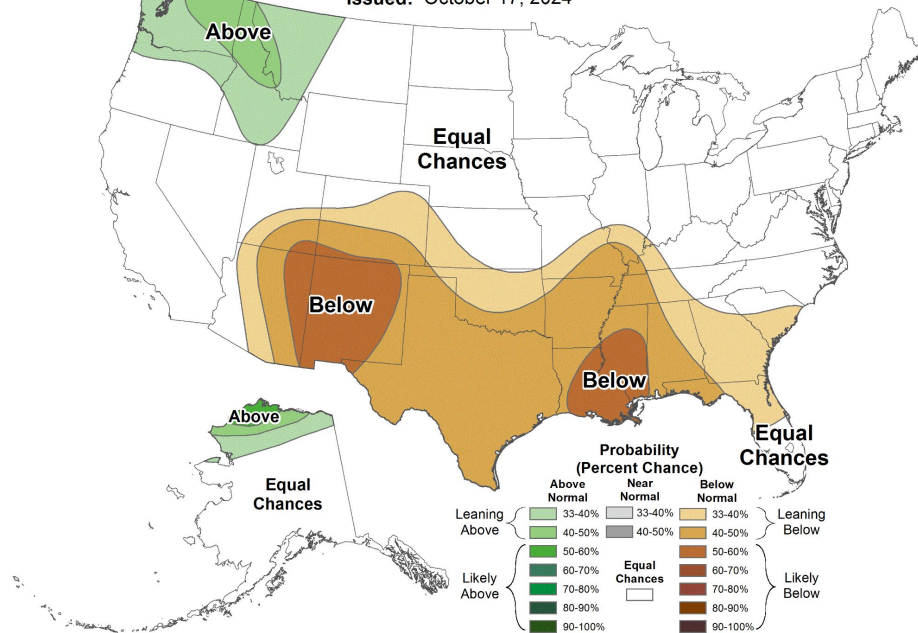 Issued: October 17, 2024
Above
Equal
Chances
Below
Below
Above
Equal
Chances
Equal
Chances
Probability
(Percent Chance)
Above
Normal
Near
Normal
Below
Normal
Leaning
Above
33-40%
33-40%
33-40%
Leaning
Below
40-50%
40-50%
40-50%
Likely
Above
50-60%
Equal
Chances
50-60%
Likely
Below
60-70%
60-70%
70-80%
70-80%
80-90%
80-90%
90-100%
90-100%